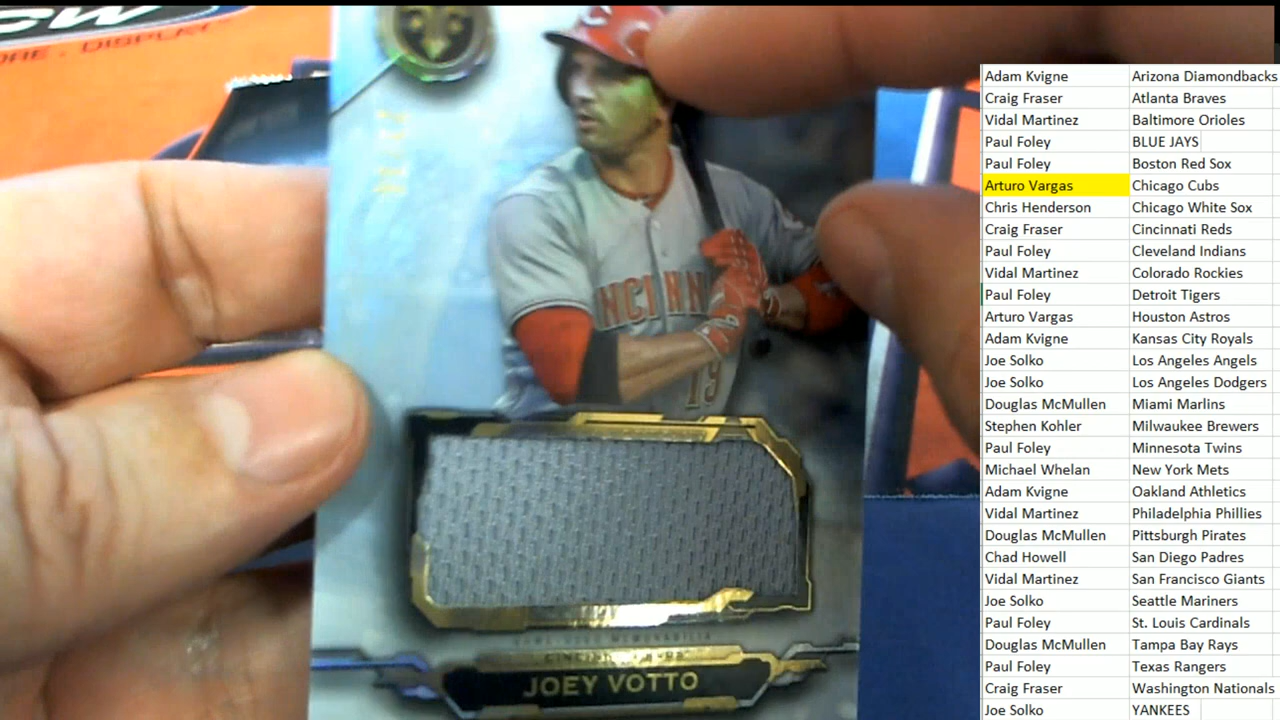 SW
ORE - DISPLAY
NCINN
19
JOEY VOTTO
Adam Kvigne Arizona Diamondbacks
Craig Fraser Atlanta Braves
Vidal Martinez Baltimore Orioles
Paul Foley BLUE JAYS
Paul Foley Boston Red Sox
Arturo Vargas Chicago Cubs
Chris Henderson Chicago White Sox
Craig Fraser Cincinnati Reds
Paul Foley Cleveland Indians
Vidal Martinez Colorado Rockies
Paul Foley Detroit Tigers
Arturo Vargas Houston Astros
Adam Kvigne Kansas City Royals
Joe Solko Los Angeles Angels
Joe Solko Los Angeles Dodgers
Douglas McMullen Miami Marlins
Stephen Kohler Milwaukee Brewers
Paul Foley Minnesota Twins
Michael Whelan New York Mets
Adam Kvigne Oakland Athletics
Vidal Martinez Philadelphia Phillies
Douglas McMullen Pittsburgh Pirates
Chad Howell San Diego Padres
Vidal Martinez San Francisco Giants
Joe Solko Seattle Mariners
Paul Foley St. Louis Cardinals
Douglas McMullen Tampa Bay Rays
Paul Foley Texas Rangers
Craig Fraser Washington Nationals
Joe Solko YANKEES